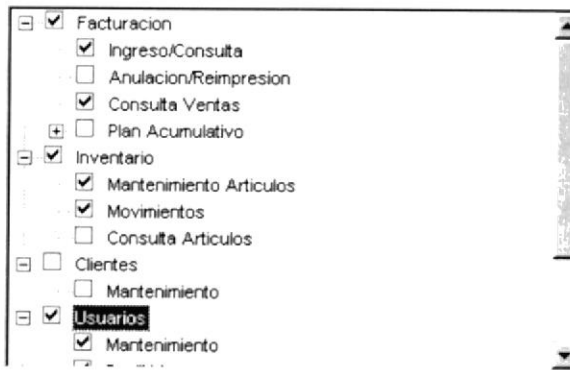 Facturacion
Ingreso/Consulta
Anulacion/Reimpresion
Consulta Ventas
Plan Acumulativo
Inventario
Mantenimiento Articulos
Movimientos
Consulta Articulos
Clientes
Mantenimiento
Usuarios
Mantenimiento